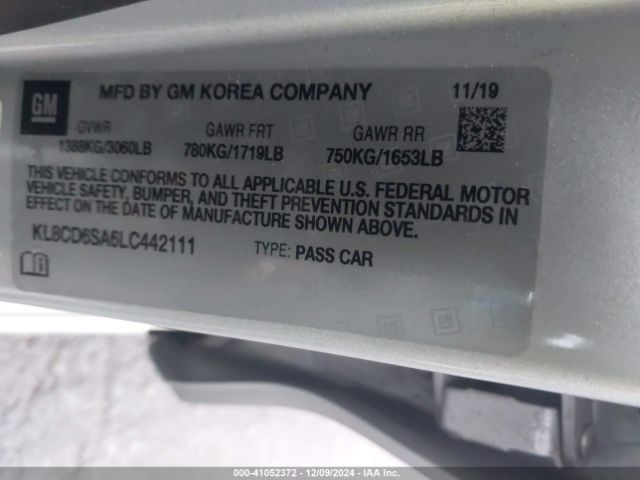 GM
MFD BY GM KOREA COMPANY 11/19
GVWR GAWR FRT GAWR RR
1388KG/3060LB 780KG/1719LB 750KG/1653LB
THIS VEHICLE CONFORMS TO ALL APPLICABLE U.S. FEDERAL MOTOR
VEHICLE SAFETY, BUMPER, AND THEFT PREVENTION STANDARDS IN
EFFECT ON THE DATE OF MANUFACTURE SHOWN ABOVE.
KL8CD6SA6LC442111 TYPE: PASS CAR
000-41052372 - 12/09/2024 - IAA Inc.